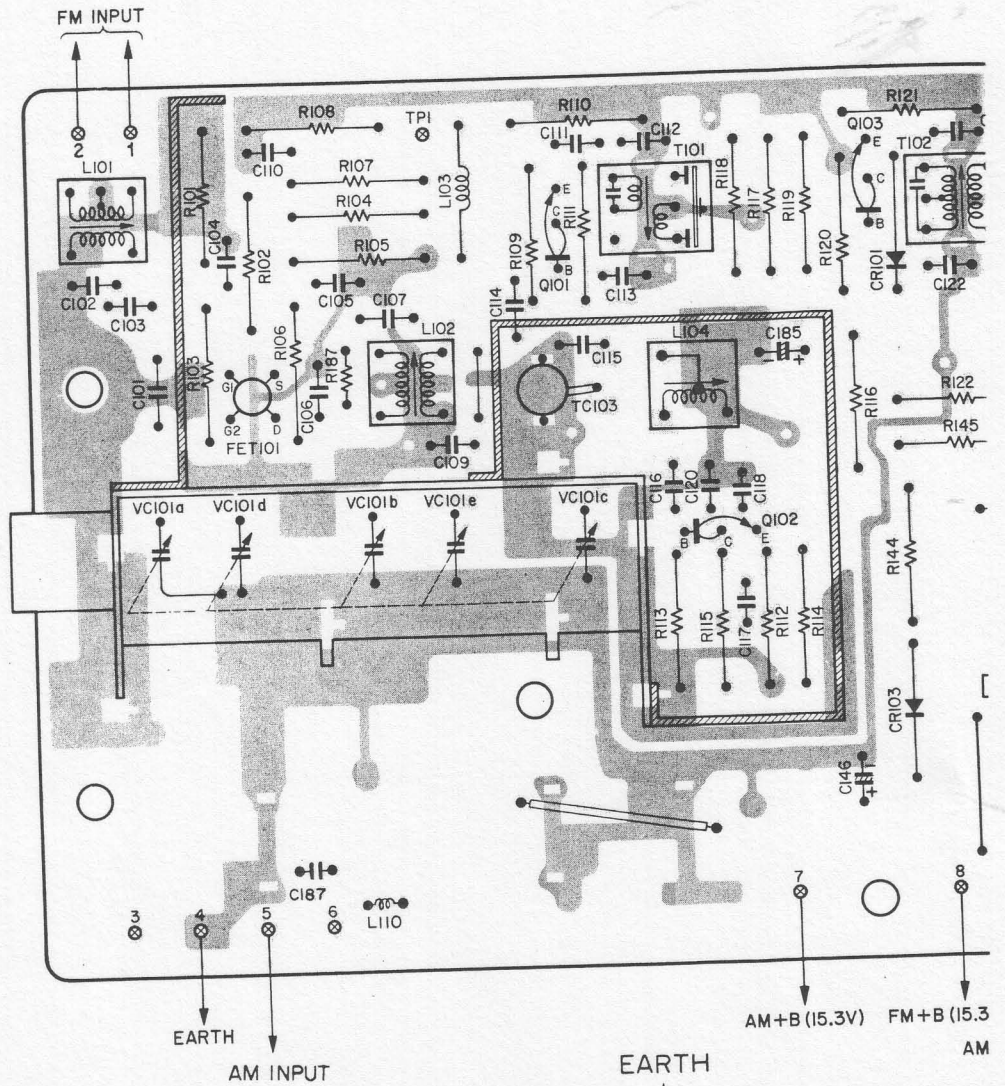 FM INPUT
2
1
L101
R101
C104
R102
R108
C110
R107
R104
R105
TP1
L103
R110
C111
C112
T101
R109
E
C
B
Q101
R111
C113
C114
R118
R117
R119
R120
Q103
E
C
B
CR101
R121
T102
C122
C102
C103
C101
R103
R106
G1
S
G2
D
FET101
C105
C106
R187
C107
L102
C109
C115
TC103
L104
C185
+
R116
R122
R145
VC101a
VC101d
VC101b
VC101e
VC101c
C116
C120
C118
B
C
E
Q102
R113
R115
C117
R112
R114
R144
CR103
C146
+
C187
L110
3
4
5
6
7
8
EARTH
AM INPUT
AM+B (15.3V)
FM+B (15.3
AM
EARTH